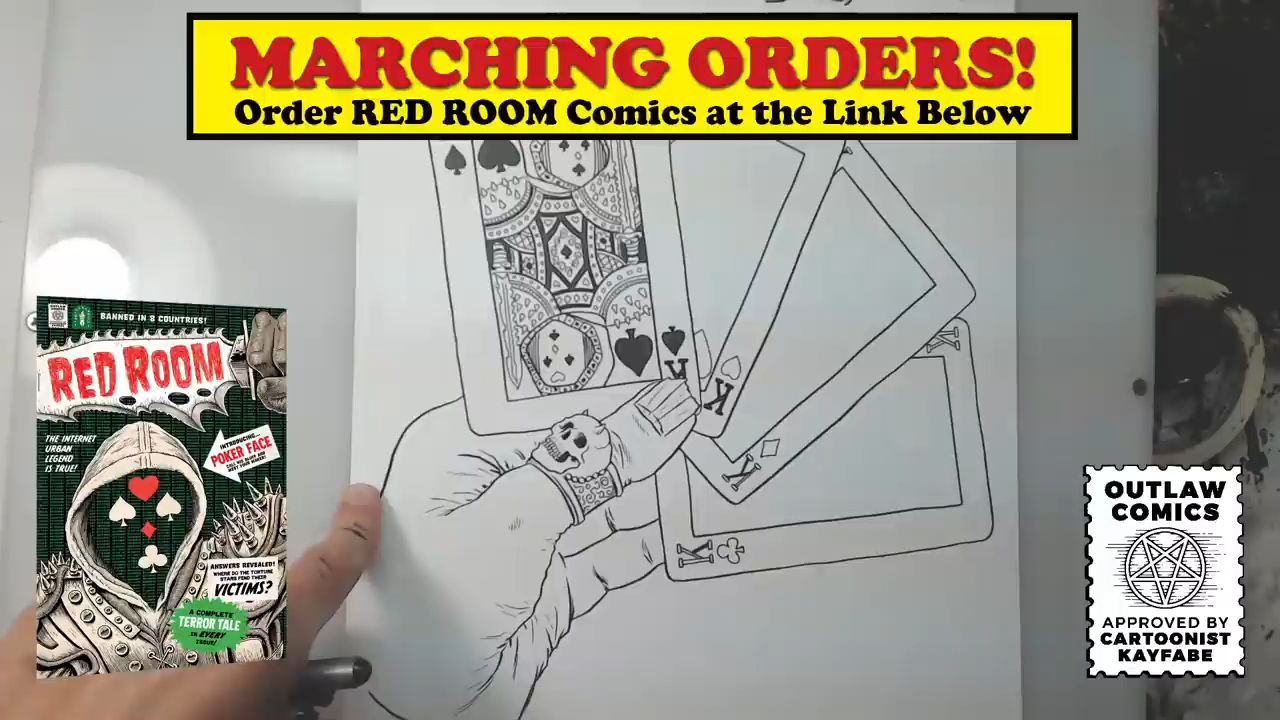 MARCHING ORDERS!
Order RED ROOM Comics at the Link Below
OUTLAW
COMICS
BANNED IN 8 COUNTRIES!
RED ROOM
THE INTERNET
URBAN
LEGEND
IS TRUE!
INTRODUCING...
POKER FACE
ANSWERS REVEALED!
WHERE DO THE TORTURE
STARS FIND THEIR
VICTIMS?
A COMPLETE
TERROR TALE
IN EVERY
ISSUE!
K
K
K
K
K
OUTLAW
COMICS
APPROVED BY
CARTOONIST
KAYFABE